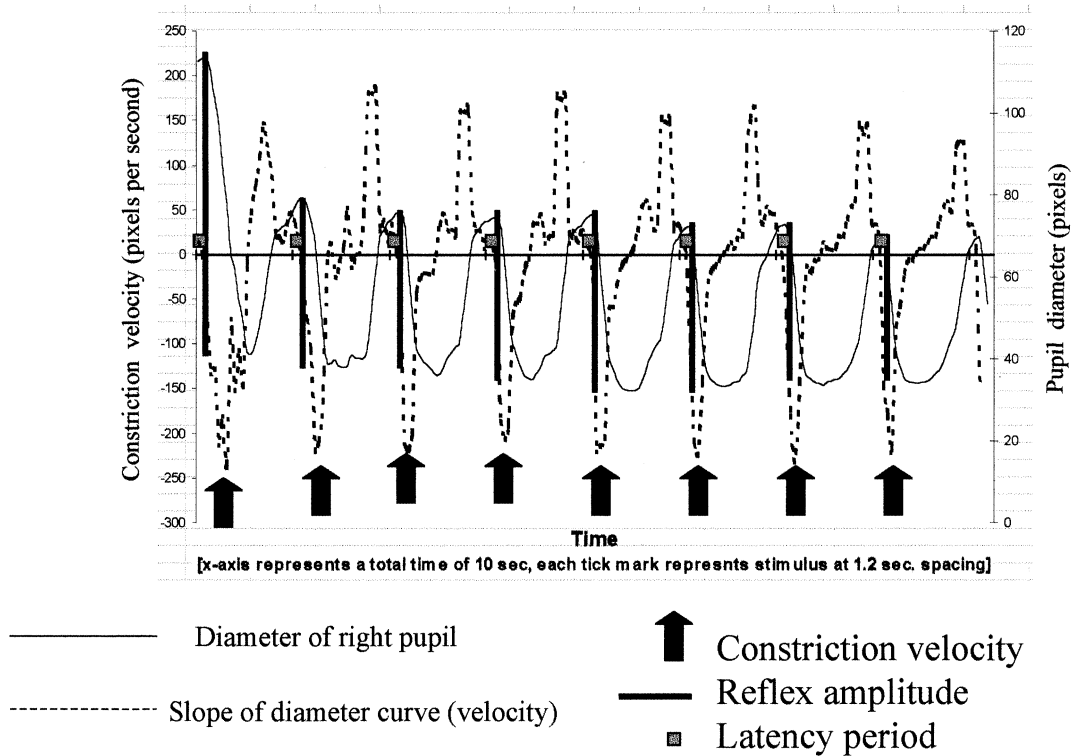 250
200
150
100
50
0
-50
-100
-150
-200
-250
-300
Constriction velocity (pixels per second)
120
100
80
60
40
20
0
Pupil diameter (pixels)
Time
[x-axis represents a total time of 10 sec, each tick mark represnts stimulus at 1.2 sec. spacing]
Diameter of right pupil
Slope of diameter curve (velocity)
Constriction velocity
Reflex amplitude
Latency period